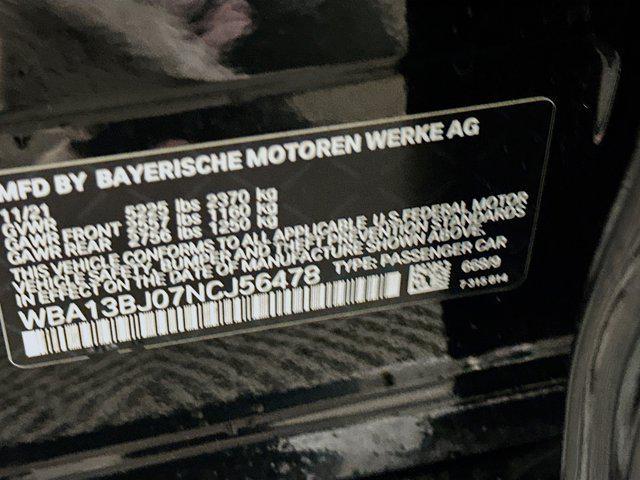 MFD BY BAYERISCHE MOTOREN WERKE AG
11/21
GVWR 5225 lbs 2370 kg
GAWR FRONT lbs 1160 kg
GAWR REAR 2756 lbs 1250 kg
THIS VEHICLE CONFORMS TO ALL APPLICABLE U.S. FEDERAL MOTOR
VEHICLE SAFETY, BUMPER AND THEFT PREVENTION STANDARDS
IN EFFECT ON THE DATE OF MANUFACTURE SHOWN ABOVE.
WBA13BJ07NCJ56478 TYPE: PASSENGER CAR
668/9